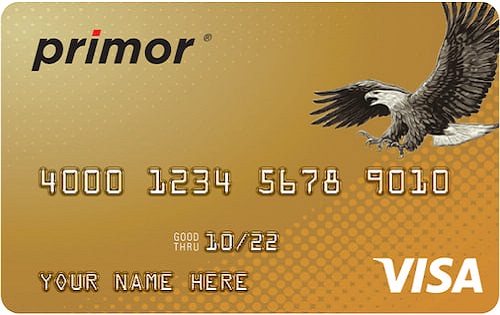 primor®
4000 1234 5678 9010
GOOD
THRU 10/22
YOUR NAME HERE
VISA